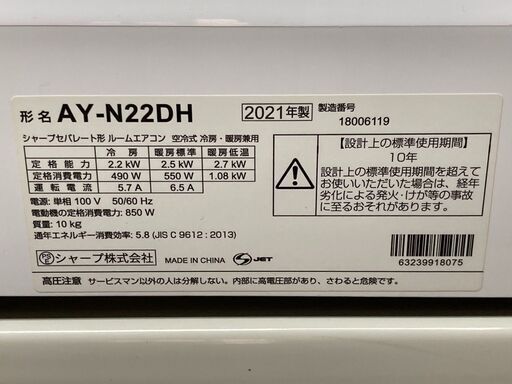 形名 AY-N22DH 2021年製 製造番号 18006119
シャープセパレート形 ルームエアコン 空冷式 冷房・暖房兼用
冷房 暖房標準 暖房低温
定格能力 2.2 kW 2.5 kW 2.7 kW
定格消費電力 490 W 550 W 1.08 kW
運転電流 5.7 A 6.5 A
電源: 単相 100 V 50/60 Hz
電動機の定格消費電力: 850 W
質量: 10 kg
通年エネルギー消費効率: 5.8 (JIS C 9612 : 2013)
【設計上の標準使用期間】
10年
設計上の標準使用期間を超えて
お使いいただいた場合は、経年
劣化による発火・けが等の事故
に至るおそれがあります。
PSE シャープ株式会社 MADE IN CHINA S JET
63239918075
高圧注意 サービスマン以外の人は分解しない。内部に高電圧部があり、さわると危険です。